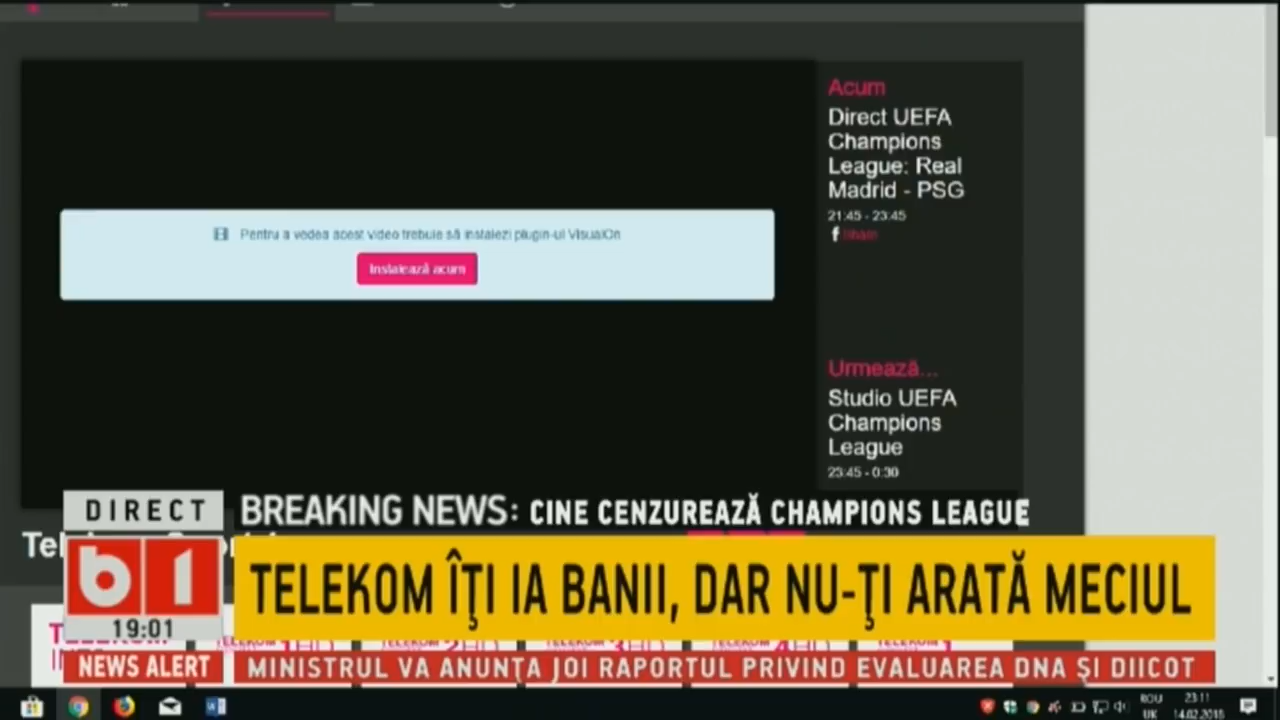 Acum
Direct UEFA
Champions
League: Real
Madrid - PSG
21:45 - 23:45
Share
Pentru a vedea acest video trebuie să instalezi plugin-ul VisualOn
Instalează acum
Urmează...
Studio UEFA
Champions
League
23:45 - 0:30
DIRECT
BREAKING NEWS: CINE CENZUREAZĂ CHAMPIONS LEAGUE
b1
TELEKOM ÎŢI IA BANII, DAR NU-ŢI ARATĂ MECIUL
19:01
NEWS ALERT
MINISTRUL VA ANUNȚA JOI RAPORTUL PRIVIND EVALUAREA DNA ȘI DIICOT
ROU
UK
23:11
14.02.2018